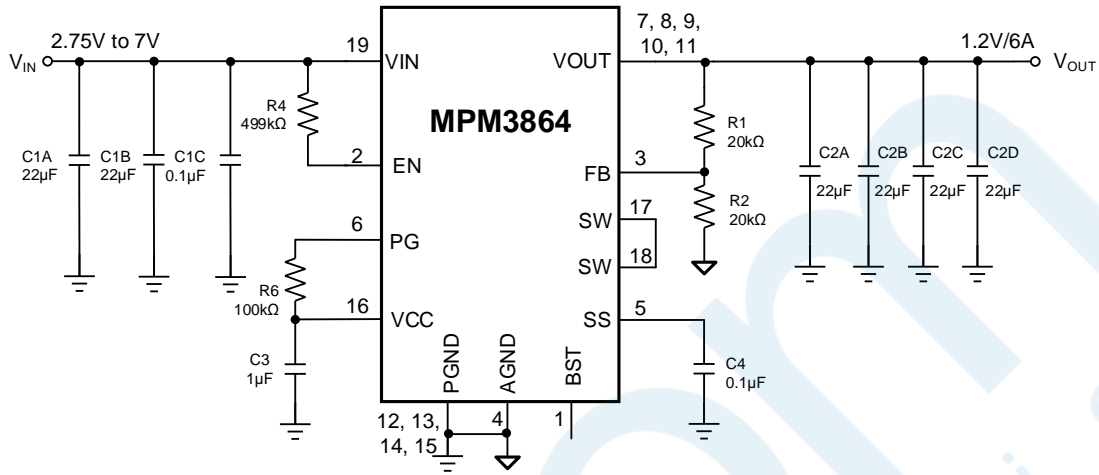 2.75V to 7V
VIN
19
VIN
R4
499kΩ
C1A
22µF
C1B
22µF
C1C
0.1µF
2
EN
6
PG
R6
100kΩ
16
VCC
C3
1µF
MPM3864
7, 8, 9,
10, 11
VOUT
1.2V/6A
VOUT
R1
20kΩ
3
FB
R2
20kΩ
C2A
22µF
C2B
22µF
C2C
22µF
C2D
22µF
17
SW
18
SW
5
SS
C4
0.1µF
PGND
AGND
BST
12, 13,
14, 15
4
1